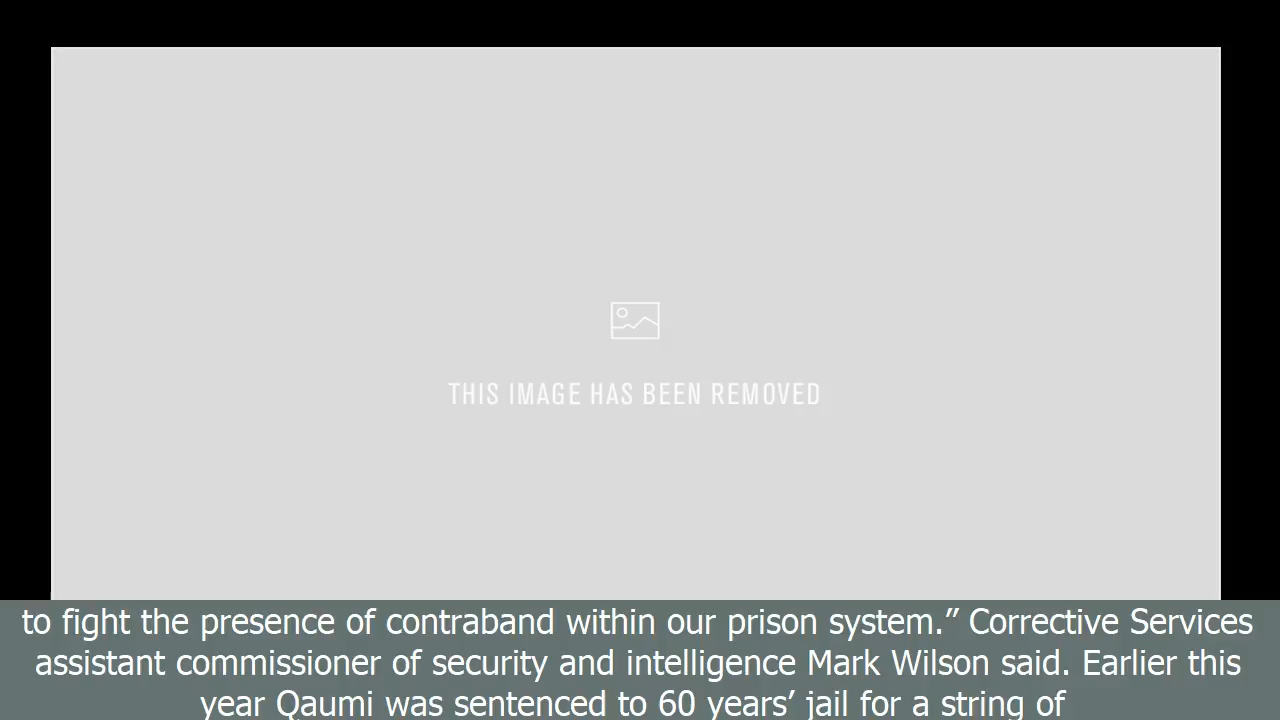 THIS IMAGE HAS BEEN REMOVED
to fight the presence of contraband within our prison system.” Corrective Services
assistant commissioner of security and intelligence Mark Wilson said. Earlier this
year Qaumi was sentenced to 60 years’ jail for a string of